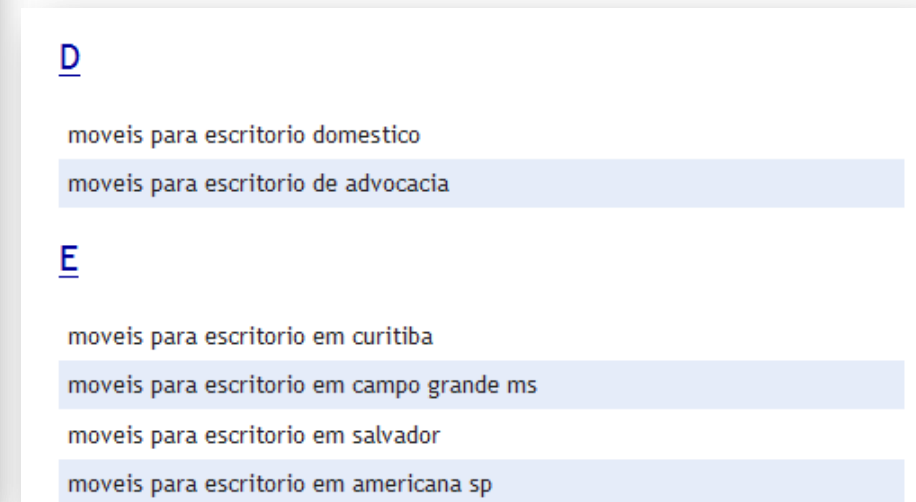 D
moveis para escritorio domestico
moveis para escritorio de advocacia
E
moveis para escritorio em curitiba
moveis para escritorio em campo grande ms
moveis para escritorio em salvador
moveis para escritorio em americana sp